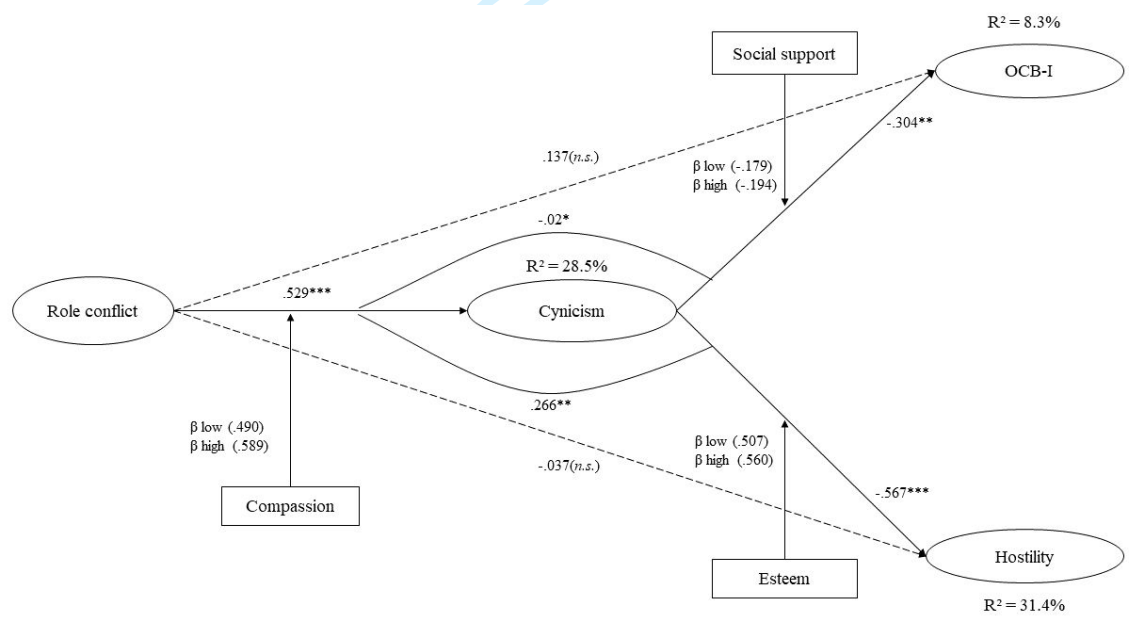 R² = 8.3%
Social support
OCB-I
-.304**
.137(n.s.)
β low (-.179)
β high (-.194)
-.02*
R² = 28.5%
.529***
Role conflict
Cynicism
.266**
β low (.490)
β high (.589)
β low (.507)
β high (.560)
-.037(n.s.)
-.567***
Compassion
Hostility
Esteem
R² = 31.4%